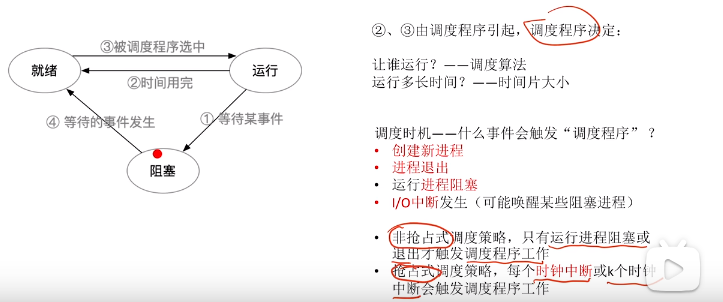 ③被调度程序选中
就绪
运行
②时间用完
① 等待某事件
④ 等待的事件发生
阻塞
②、③由调度程序引起，调度程序决定：
让谁运行？——调度算法
运行多长时间？——时间片大小
调度时机——什么事件会触发“调度程序”？
• 创建新进程
• 进程退出
• 运行进程阻塞
• I/O中断发生（可能唤醒某些阻塞进程）
• 非抢占式调度策略，只有运行进程阻塞或
退出才触发调度程序工作
• 抢占式调度策略，每个时钟中断或k个时钟
中断会触发调度程序工作